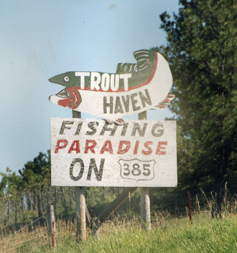 TROUT
HAVEN
FISHING
PARADISE
ON 385